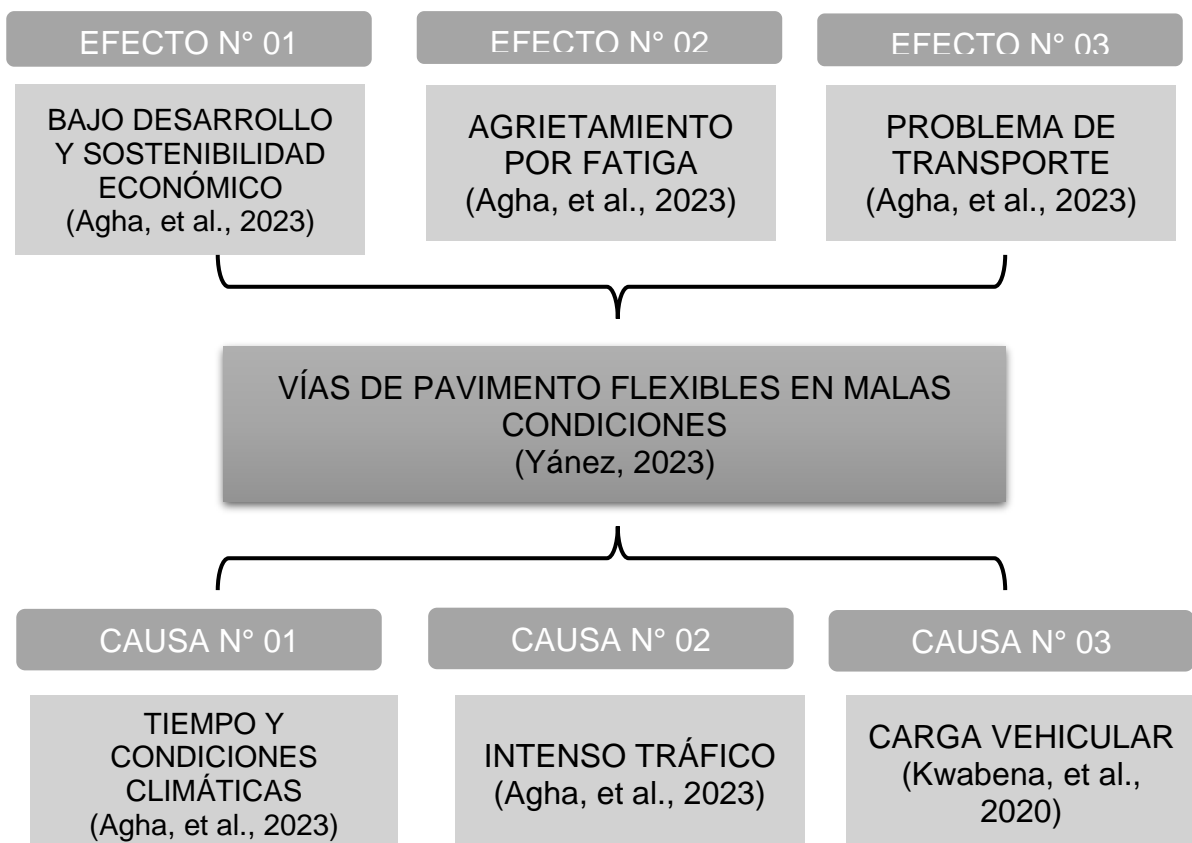 EFECTO N° 01
EFECTO N° 02
EFECTO N° 03
BAJO DESARROLLO
Y SOSTENIBILIDAD
ECONÓMICO
(Agha, et al., 2023)
AGRIETAMIENTO
POR FATIGA
(Agha, et al., 2023)
PROBLEMA DE
TRANSPORTE
(Agha, et al., 2023)
VÍAS DE PAVIMENTO FLEXIBLES EN MALAS
CONDICIONES
(Yánez, 2023)
CAUSA N° 01
CAUSA N° 02
CAUSA N° 03
TIEMPO Y
CONDICIONES
CLIMÁTICAS
(Agha, et al., 2023)
INTENSO TRÁFICO
(Agha, et al., 2023)
CARGA VEHICULAR
(Kwabena, et al.,
2020)